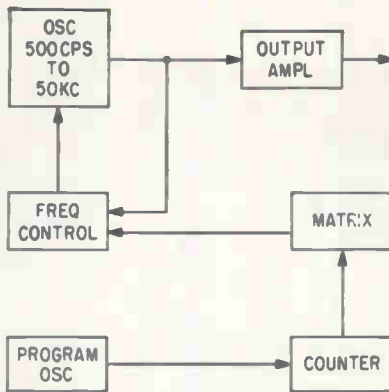 OSC
500CPS
TO
50KC
OUTPUT
AMPL
FREQ
CONTROL
MATRIX
PROGRAM
OSC
COUNTER